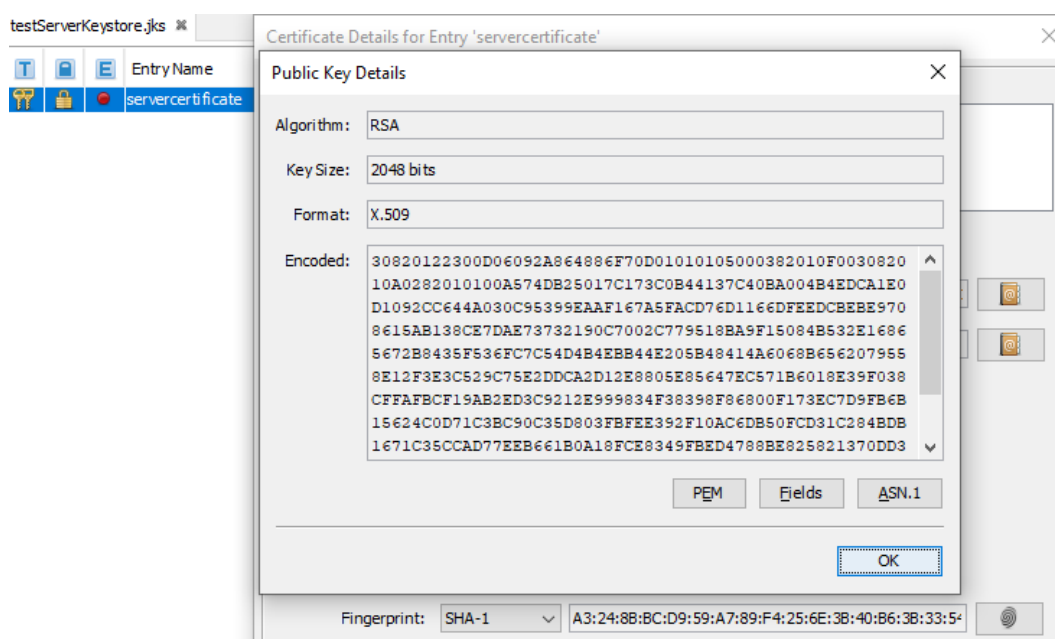 testServerKeystore.jks
Certificate Details for Entry 'servercertificate'
T E Entry Name
servercertificate
Public Key Details
Algorithm: RSA
Key Size: 2048 bits
Format: X.509
Encoded: 30820122300D06092A864886F70D01010105000382010F0030820
10A0282010100A574DB25017C173C0B44137C40BA004B4EDCA1E0
D1092CC644A030C95399EAAF167A5FACD76D1166DFEEDCBEBE970
8615AB138CE7DAE73732190C7002C779518BA9F15084B532E1686
5672B8435F536FC7C54D4B4EBB44E205B48414A6068B656207955
8E12F3E3C529C75E2DDCA2D12E8805E85647EC571B6018E39F038
CFFAFBCF19AB2ED3C9212E999834F38398F86800F173EC7D9FB6B
15624C0D71C3BC90C35D803FBFEE392F10AC6DB50FCD31C284BDB
1671C35CCAD77EEB661B0A18FCE8349FBED4788BE825821370DD3
PEM Fields ASN.1
OK
Fingerprint: SHA-1 A3:24:8B:BC:D9:59:A7:89:F4:25:6E:3B:40:B6:3B:33:54